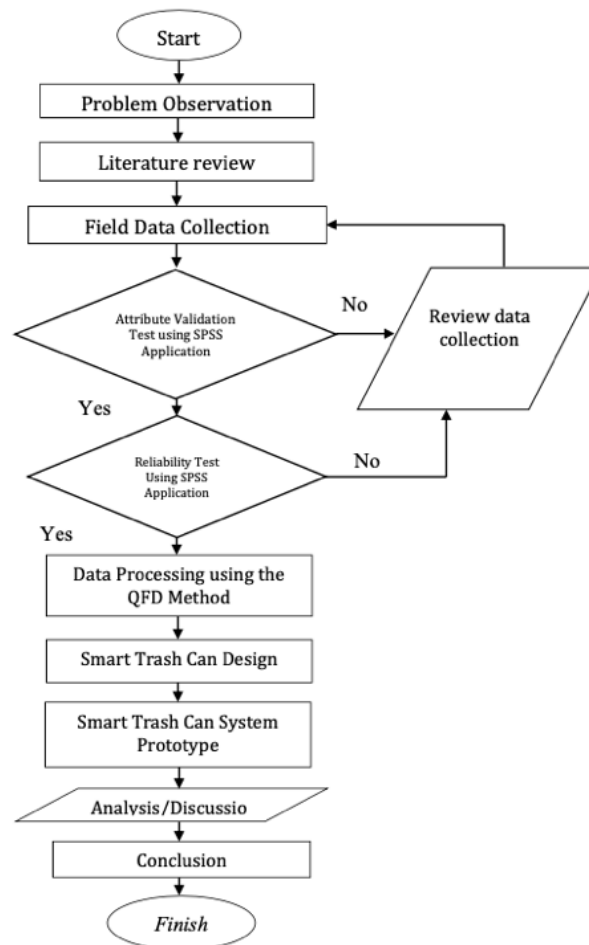 Start
Problem Observation
Literature review
Field Data Collection
Attribute Validation
Test using SPSS
Application
No
Review data
collection
Yes
Reliability Test
Using SPSS
Application
No
Yes
Data Processing using the
QFD Method
Smart Trash Can Design
Smart Trash Can System
Prototype
Analysis/Discussio
Conclusion
Finish